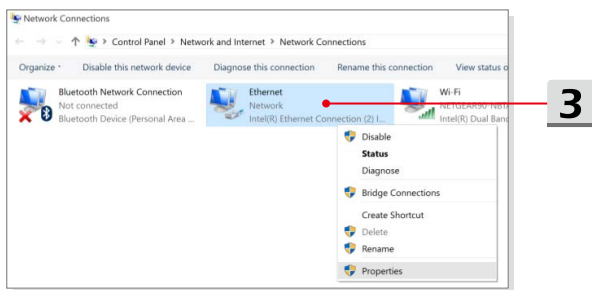 Network Connections
Control Panel > Network and Internet > Network Connections
Organize Disable this network device Diagnose this connection Rename this connection View status o
Bluetooth Network Connection
Not connected
Bluetooth Device (Personal Area ...
Ethernet
Network
Intel(R) Ethernet Connection (2) I...
Wi-Fi
Intel(R) Dual Band
3
Disable
Status
Diagnose
Bridge Connections
Create Shortcut
Delete
Rename
Properties